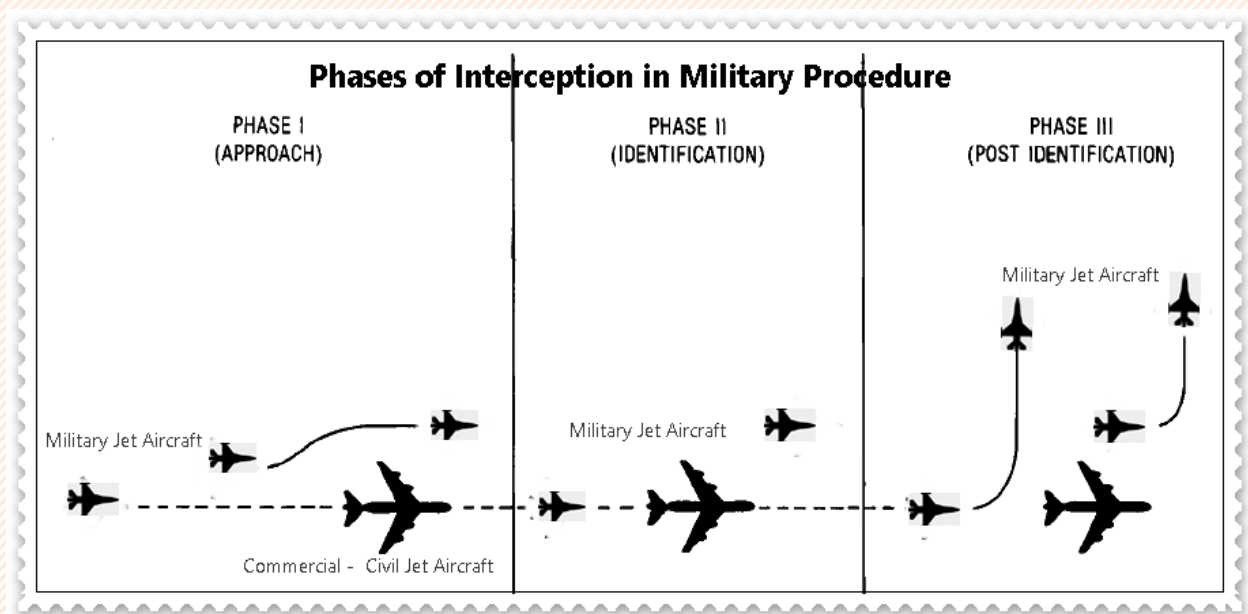 Phases of Interception in Military Procedure
PHASE I
(APPROACH)
PHASE II
(IDENTIFICATION)
PHASE III
(POST IDENTIFICATION)
Military Jet Aircraft
Military Jet Aircraft
Military Jet Aircraft
Commercial - Civil Jet Aircraft